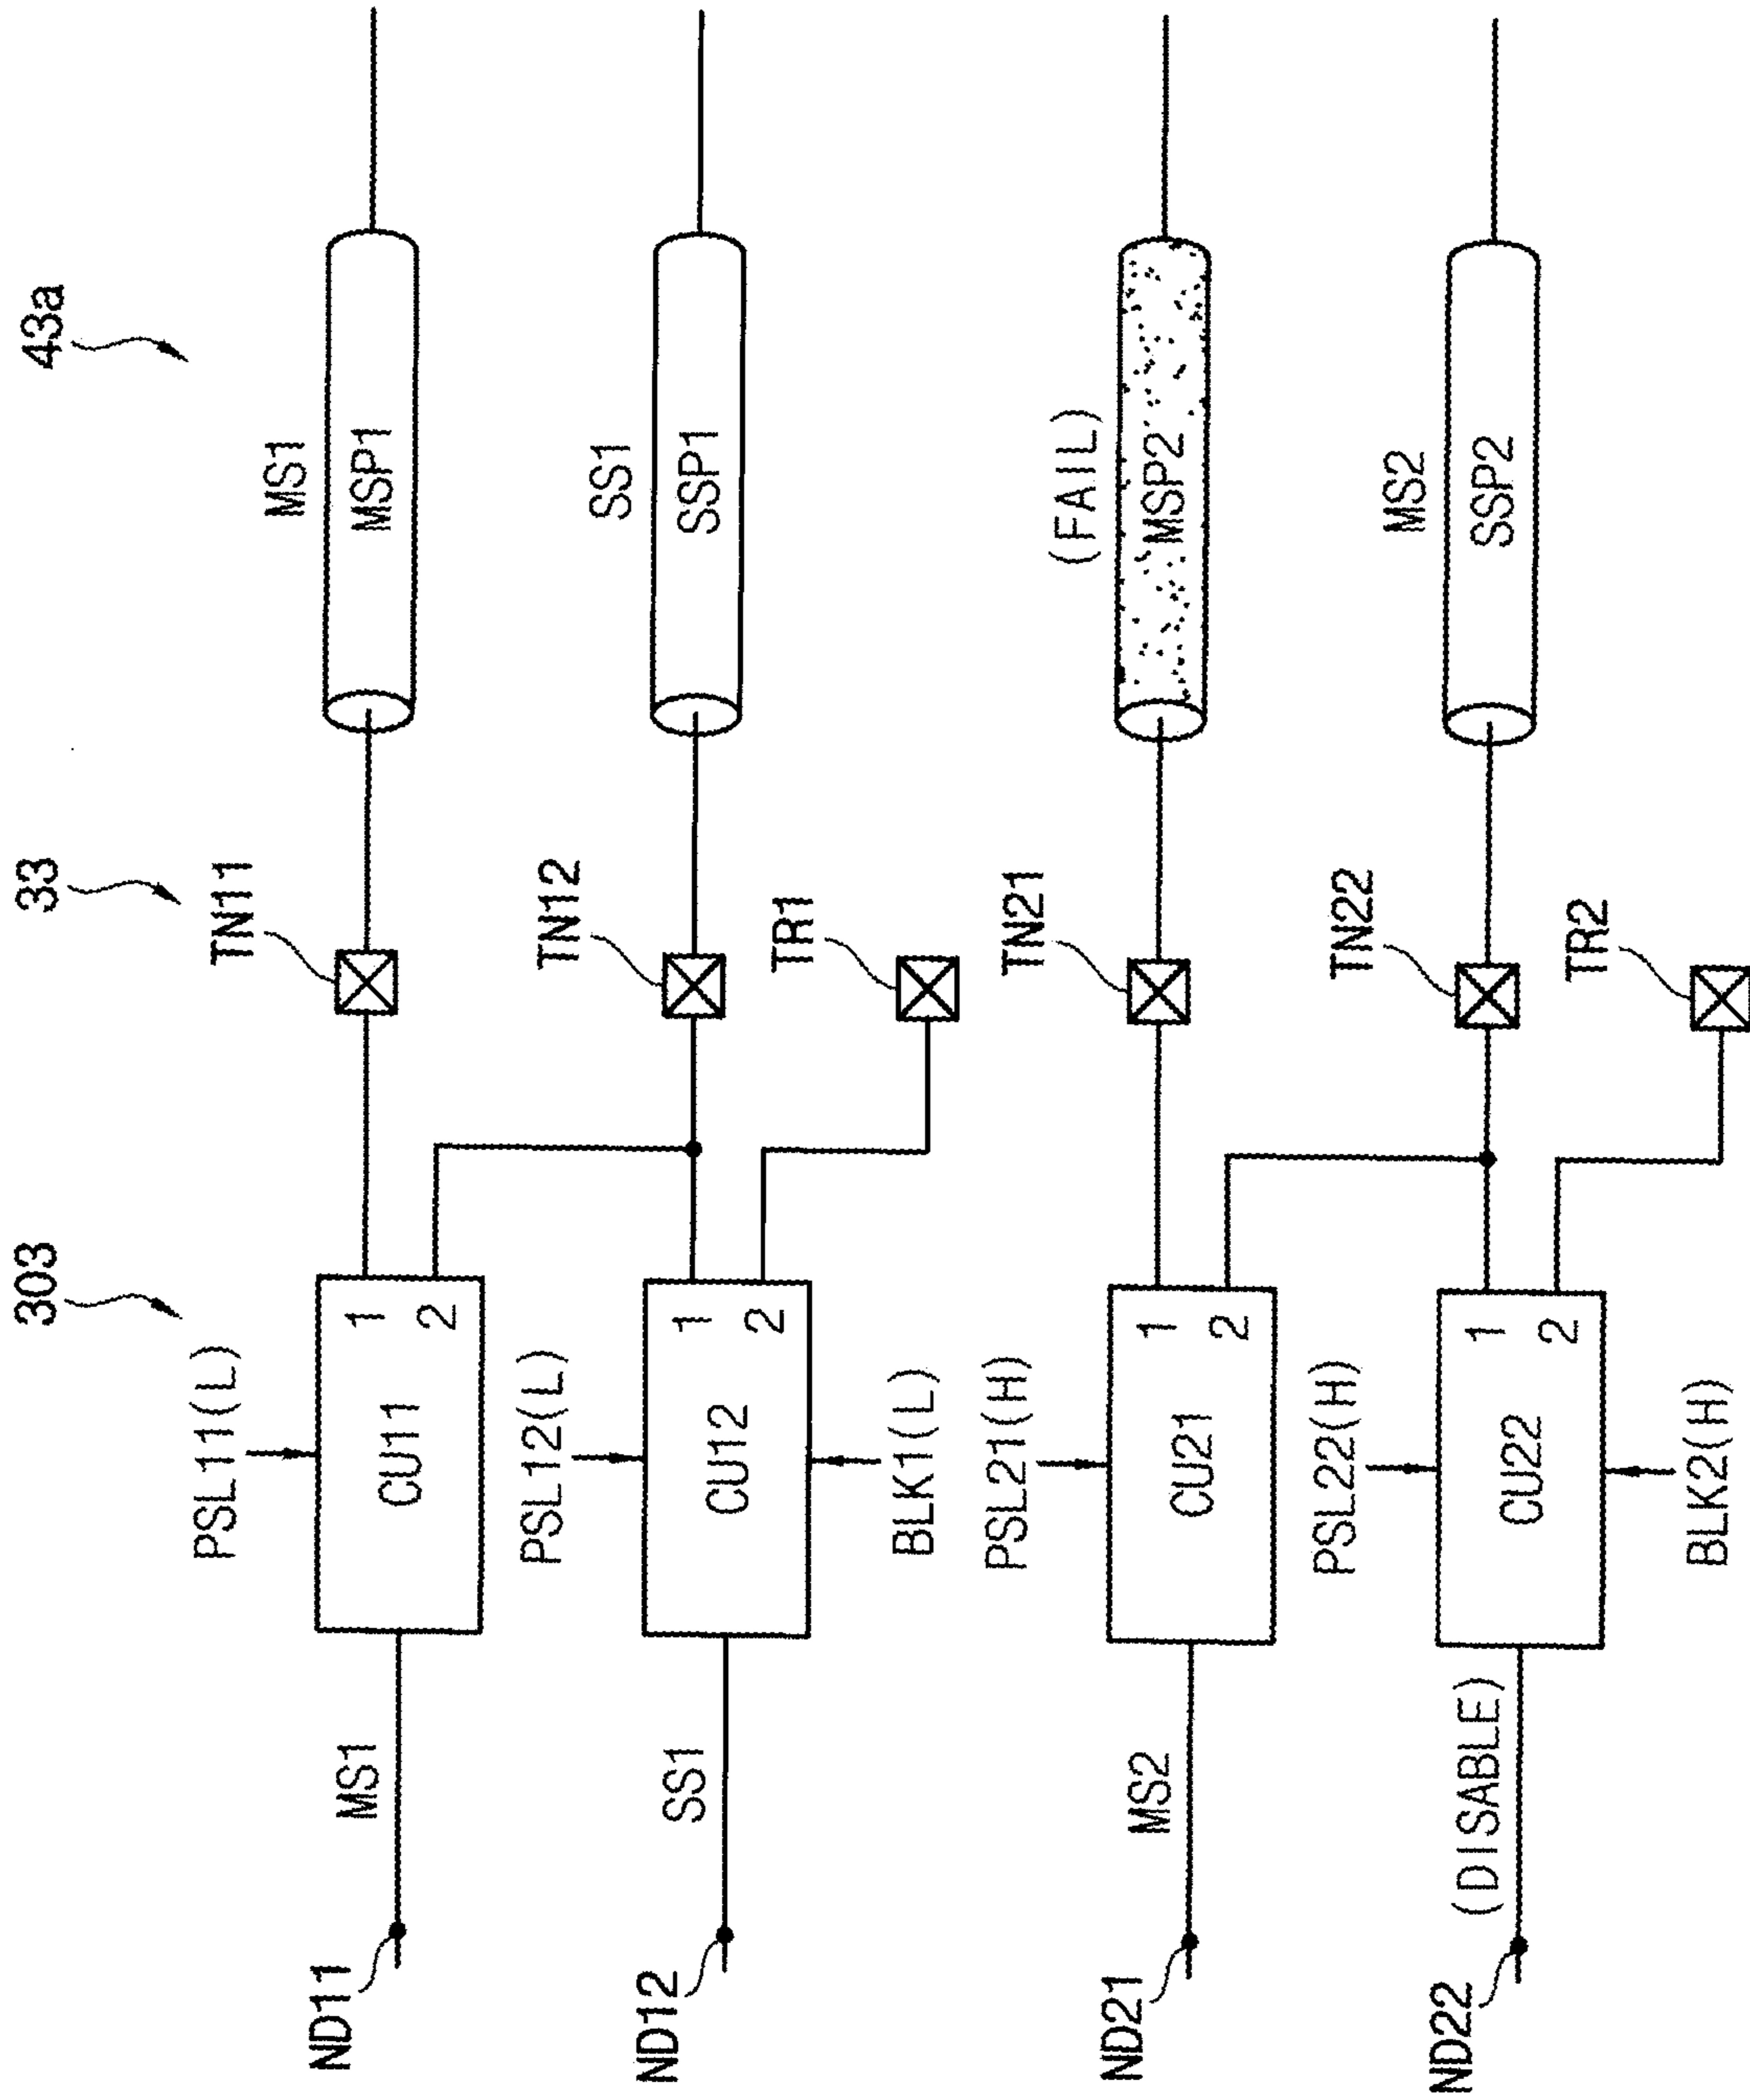 303
33
43a
PSL11(L)
TN11
MS1
ND11
MS1
CU11
1
2
MSP1
PSL12(L)
TN12
SS1
ND12
SS1
CU12
1
2
SSP1
BLK1(L)
TR1
PSL21(H)
TN21
(FAIL)
ND21
MS2
CU21
1
2
MSP2
PSL22(H)
TN22
MS2
ND22
(DISABLE)
CU22
1
2
SSP2
BLK2(H)
TR2